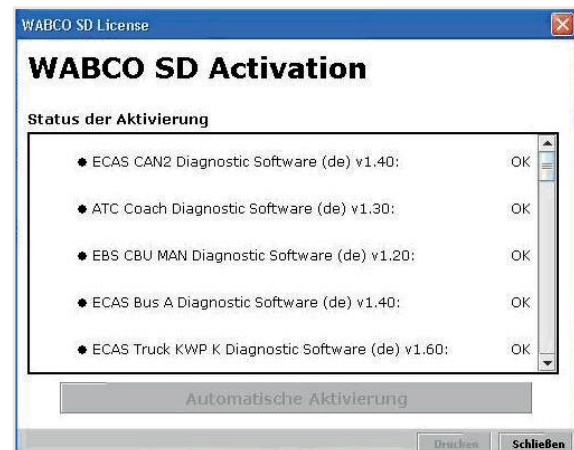 WABCO SD License
WABCO SD Activation
Status der Aktivierung
ECAS CAN2 Diagnostic Software (de) v1.40: OK
ATC Coach Diagnostic Software (de) v1.30: OK
EBS CBU MAN Diagnostic Software (de) v1.20: OK
ECAS Bus A Diagnostic Software (de) v1.40: OK
ECAS Truck KWP K Diagnostic Software (de) v1.60: OK
Automatische Aktivierung
Drucken Schließen